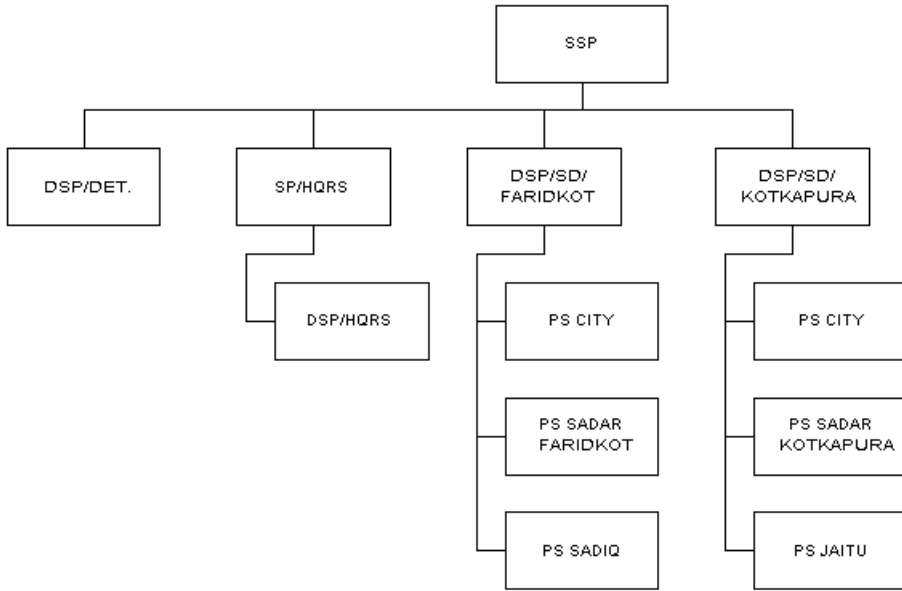 SSP
DSP/DET.
SP/HQRS
DSP/SD/
FARIDKOT
DSP/SD/
KOTKAPURA
DSP/HQRS
PS CITY
PS CITY
PS SADAR
FARIDKOT
PS SADAR
KOTKAPURA
PS SADIQ
PS JAITU